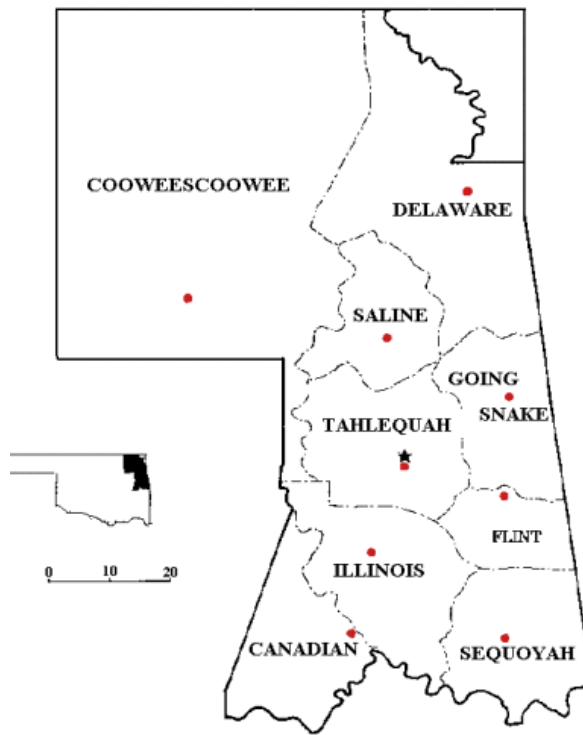 COOWEESCOOWEE
DELAWARE
SALINE
GOING
SNAKE
TAHLEQUAH
FLINT
ILLINOIS
0 10 20
CANADIAN
SEQUOYAH